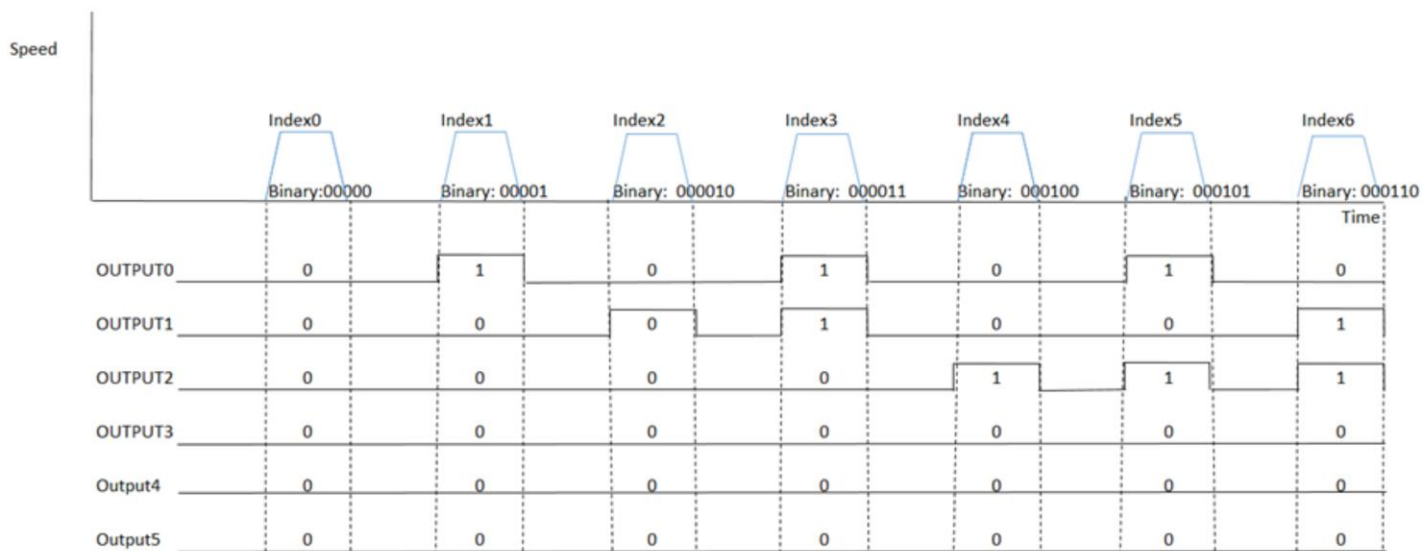 Speed
Index0 Index1 Index2 Index3 Index4 Index5 Index6
Binary:00000 Binary: 00001 Binary: 000010 Binary: 000011 Binary: 000100 Binary: 000101 Binary: 000110
Time
OUTPUT0 0 1 0 1 0 1 0
OUTPUT1 0 0 0 1 0 0 1
OUTPUT2 0 0 0 0 1 1 1
OUTPUT3 0 0 0 0 0 0 0
Output4 0 0 0 0 0 0 0
Output5 0 0 0 0 0 0 0